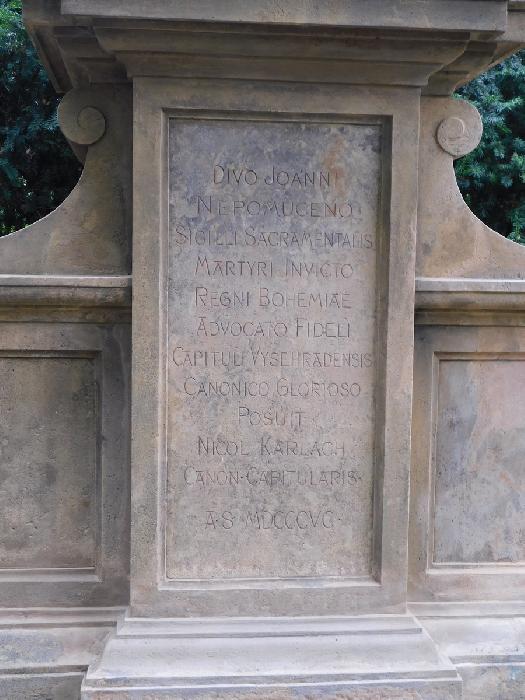 DIVO JOANNI
NEPOMUCENO
SIGILLI SACRAMENTALIS
MARTYRI INVICTO
REGNI BOHEMIAE
ADVOCATO FIDELI
CAPITULI VYSEHRADENSIS
CANONICO GLORIOSO
POSUIT
NICOL KARLACH
CANON·CAPITULARIS·
A·S·MDCCCVC·